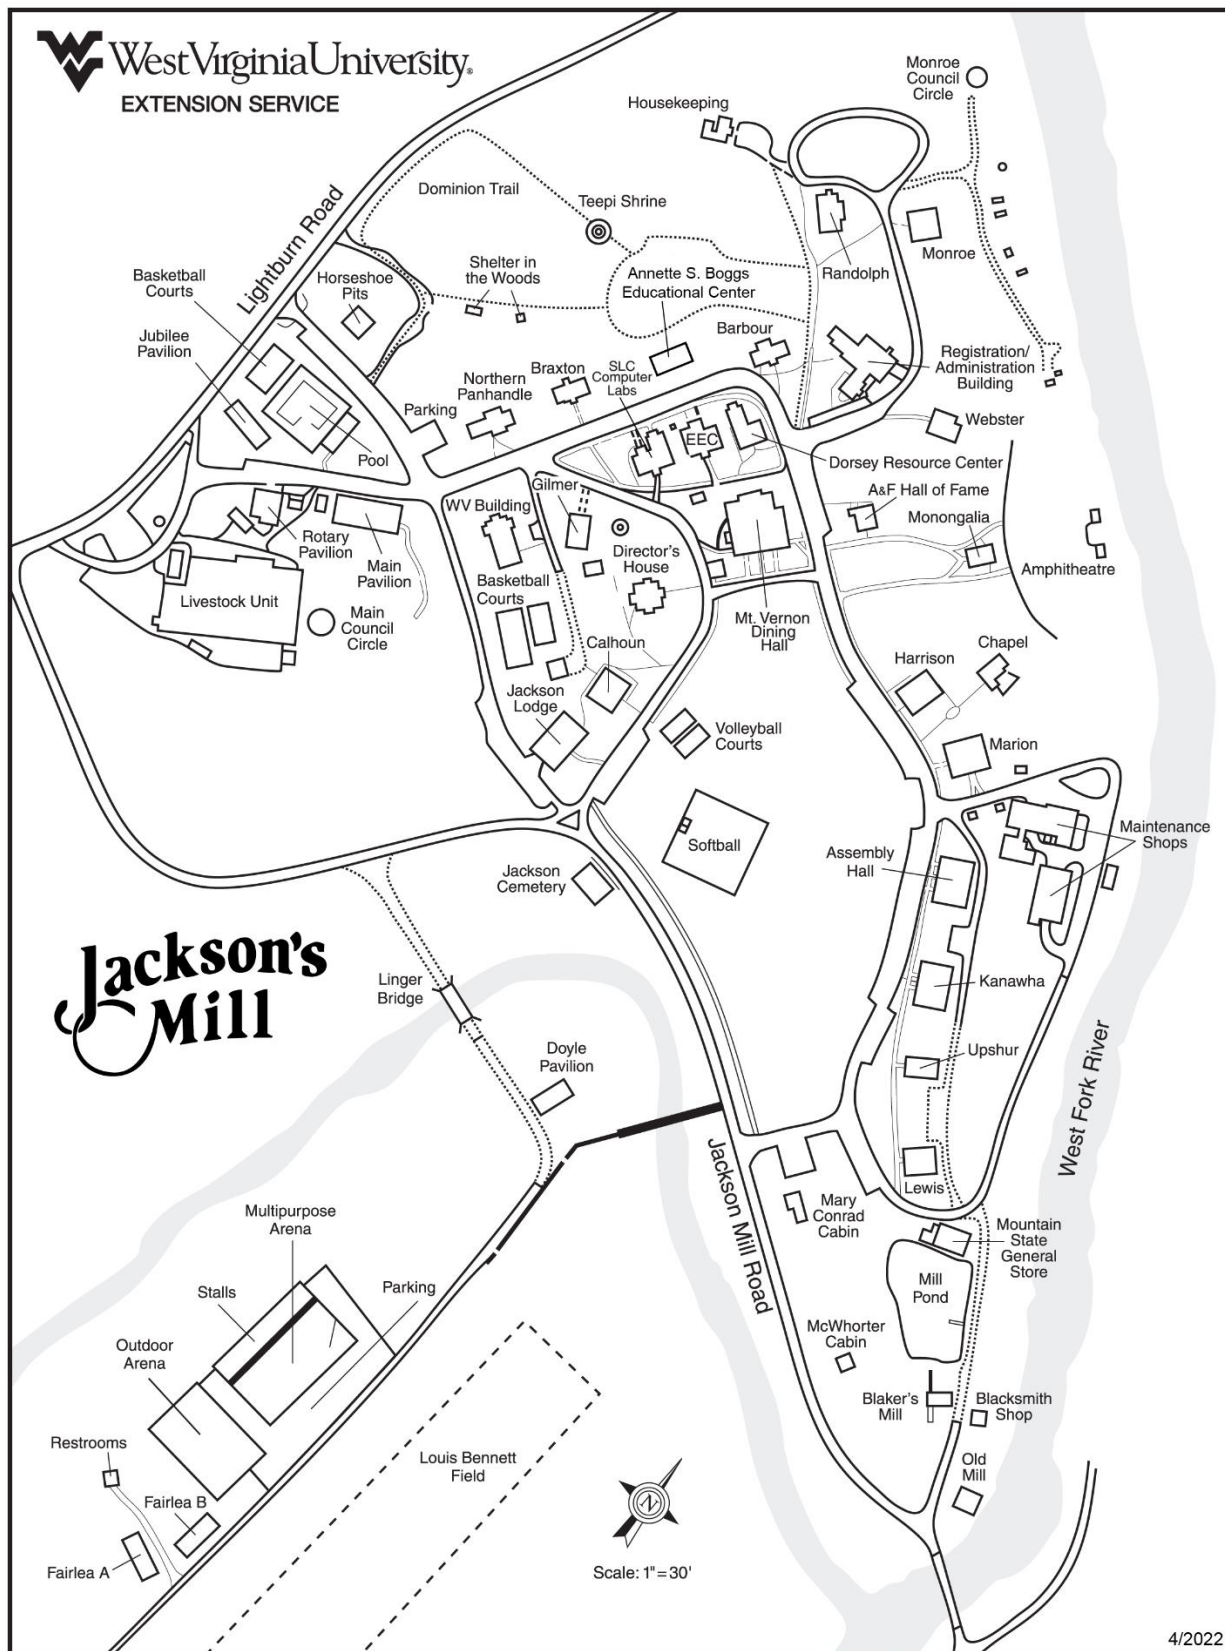 West Virginia University®
EXTENSION SERVICE
Monroe
Council
Circle
Housekeeping
Dominion Trail
Teepi Shrine
Lightburn Road
Basketball
Courts
Horseshoe
Pits
Shelter in
the Woods
Annette S. Boggs
Educational Center
Randolph
Monroe
Jubilee
Pavilion
Barbour
Registration/
Administration
Building
Northern
Panhandle
Braxton
SLC
Computer
Labs
Parking
Webster
EEC
Pool
Dorsey Resource Center
Gilmer
A&F Hall of Fame
WV Building
Monongalia
Rotary
Pavilion
Main
Pavilion
Director's
House
Amphitheatre
Basketball
Courts
Livestock Unit
Main
Council
Circle
Mt. Vernon
Dining
Hall
Calhoun
Harrison
Chapel
Jackson
Lodge
Volleyball
Courts
Marion
Softball
Maintenance
Shops
Assembly
Hall
Jackson
Cemetery
Jackson's
Mill
Linger
Bridge
Kanawha
Doyle
Pavilion
Upshur
West Fork River
Jackson Mill Road
Lewis
Mary
Conrad
Cabin
Mountain
State
General
Store
Multipurpose
Arena
Stalls
Parking
Mill
Pond
Outdoor
Arena
McWhorter
Cabin
Blaker's
Mill
Blacksmith
Shop
Restrooms
Louis Bennett
Field
Old
Mill
Fairlea B
N
Fairlea A
Scale: 1"=30'
4/2022